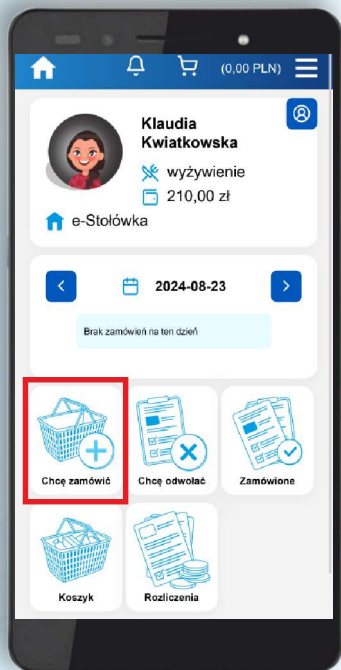 (0,00 PLN)
Klaudia
Kwiatkowska
wyżywienie
210,00 zł
e-Stołówka
2024-08-23
Brak zamówień na ten dzień
Chcę zamówić
Chcę odwołać
Zamówione
Koszyk
Rozliczenia